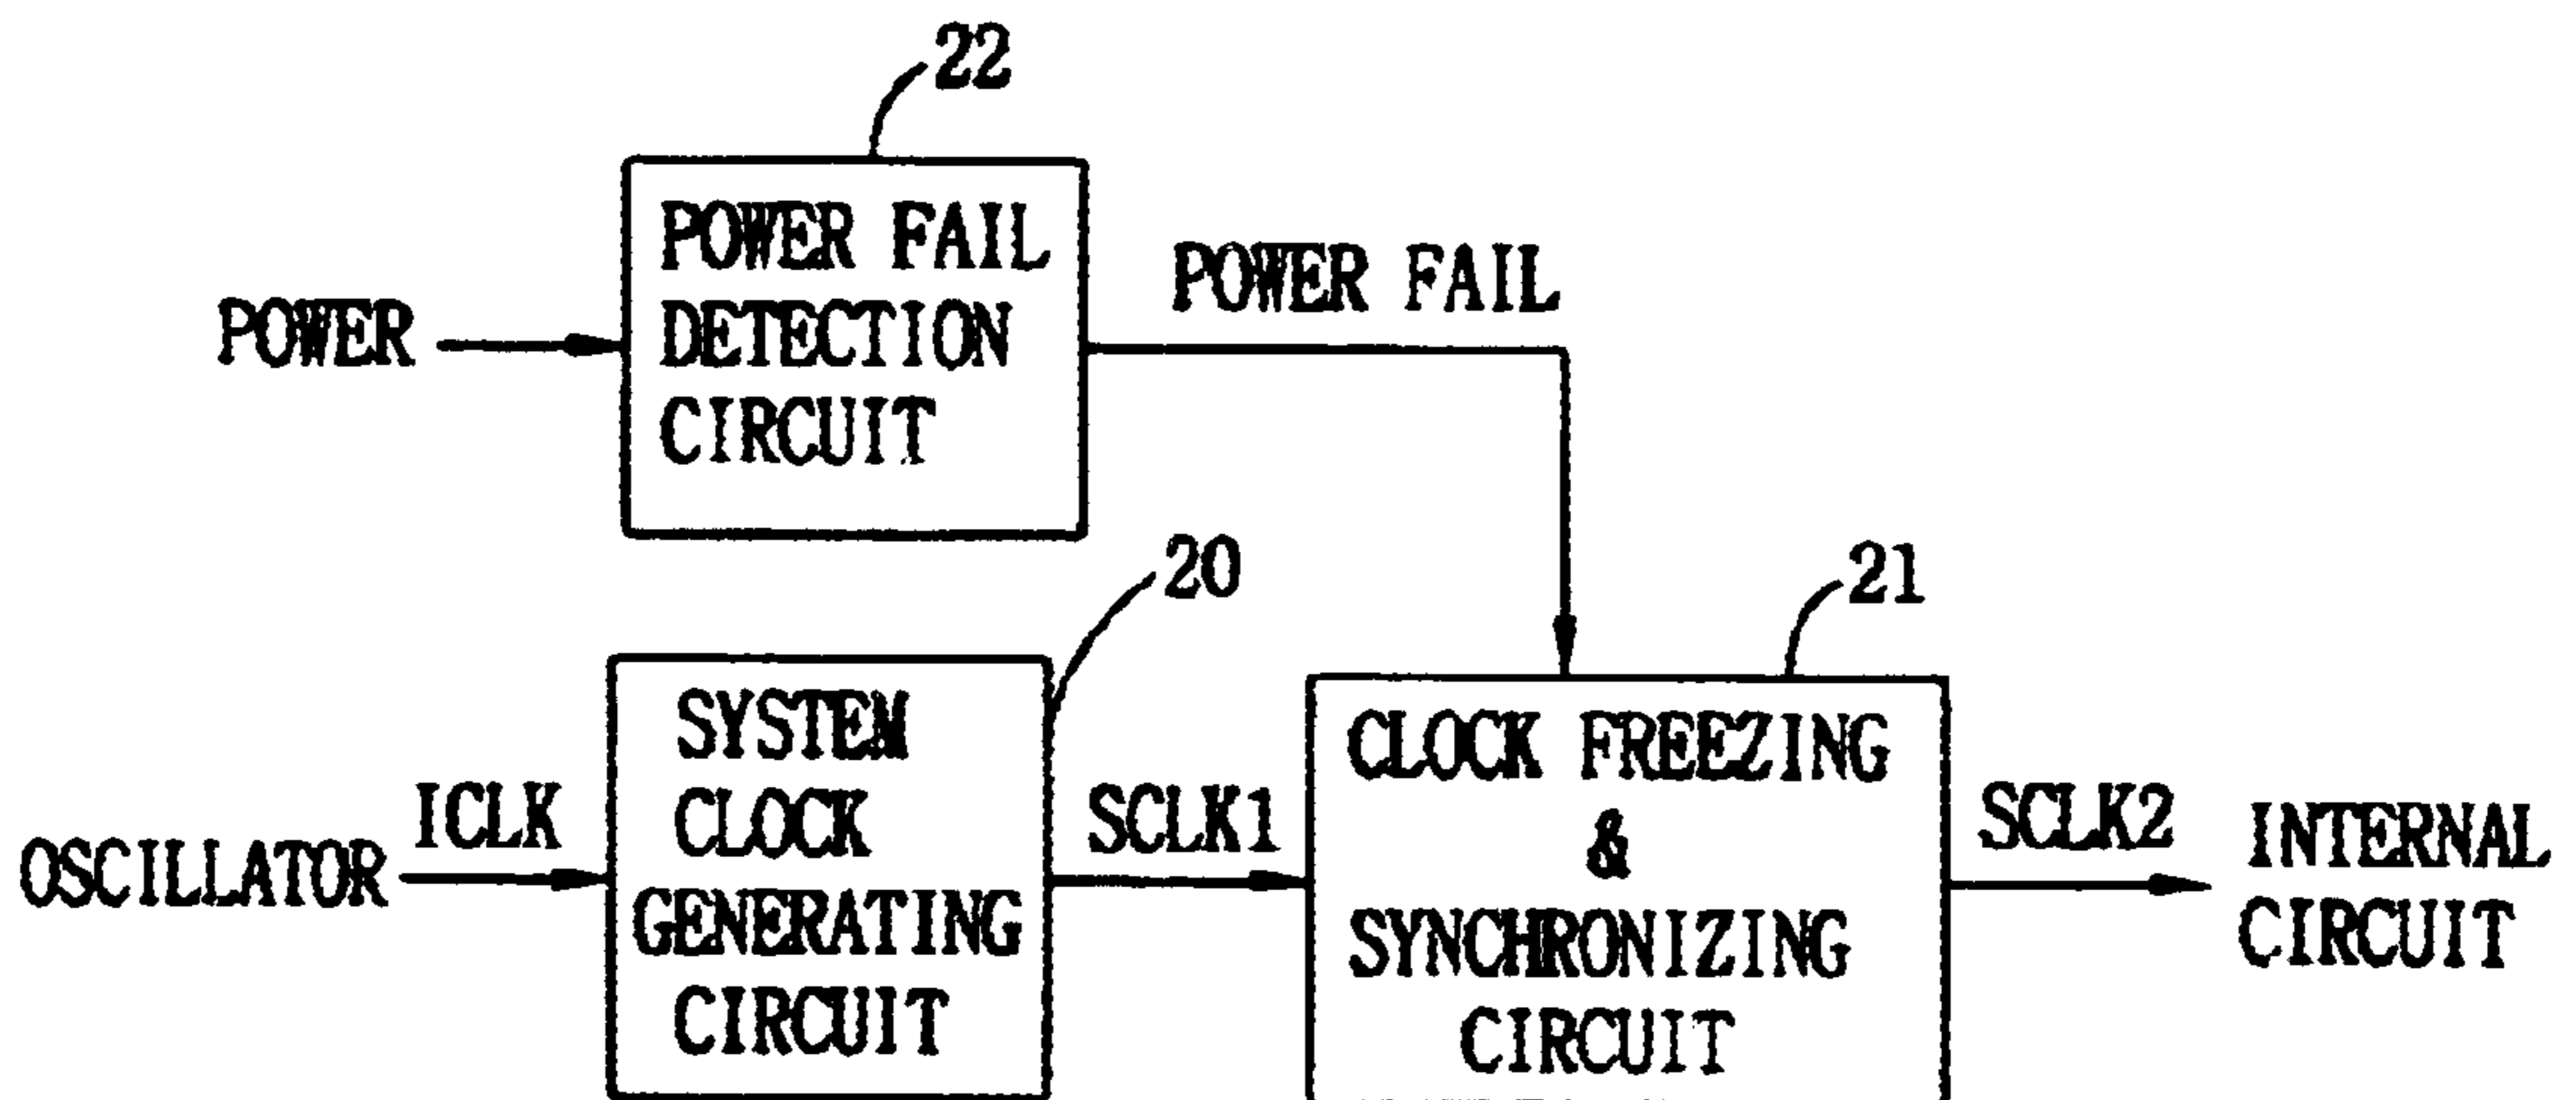 22
POWER FAIL
DETECTION
CIRCUIT
POWER
POWER FAIL
20
21
SYSTEM
CLOCK
GENERATING
CIRCUIT
OSCILLATOR
ICLK
SCLK1
CLOCK FREEZING
&
SYNCHRONIZING
CIRCUIT
SCLK2
INTERNAL
CIRCUIT